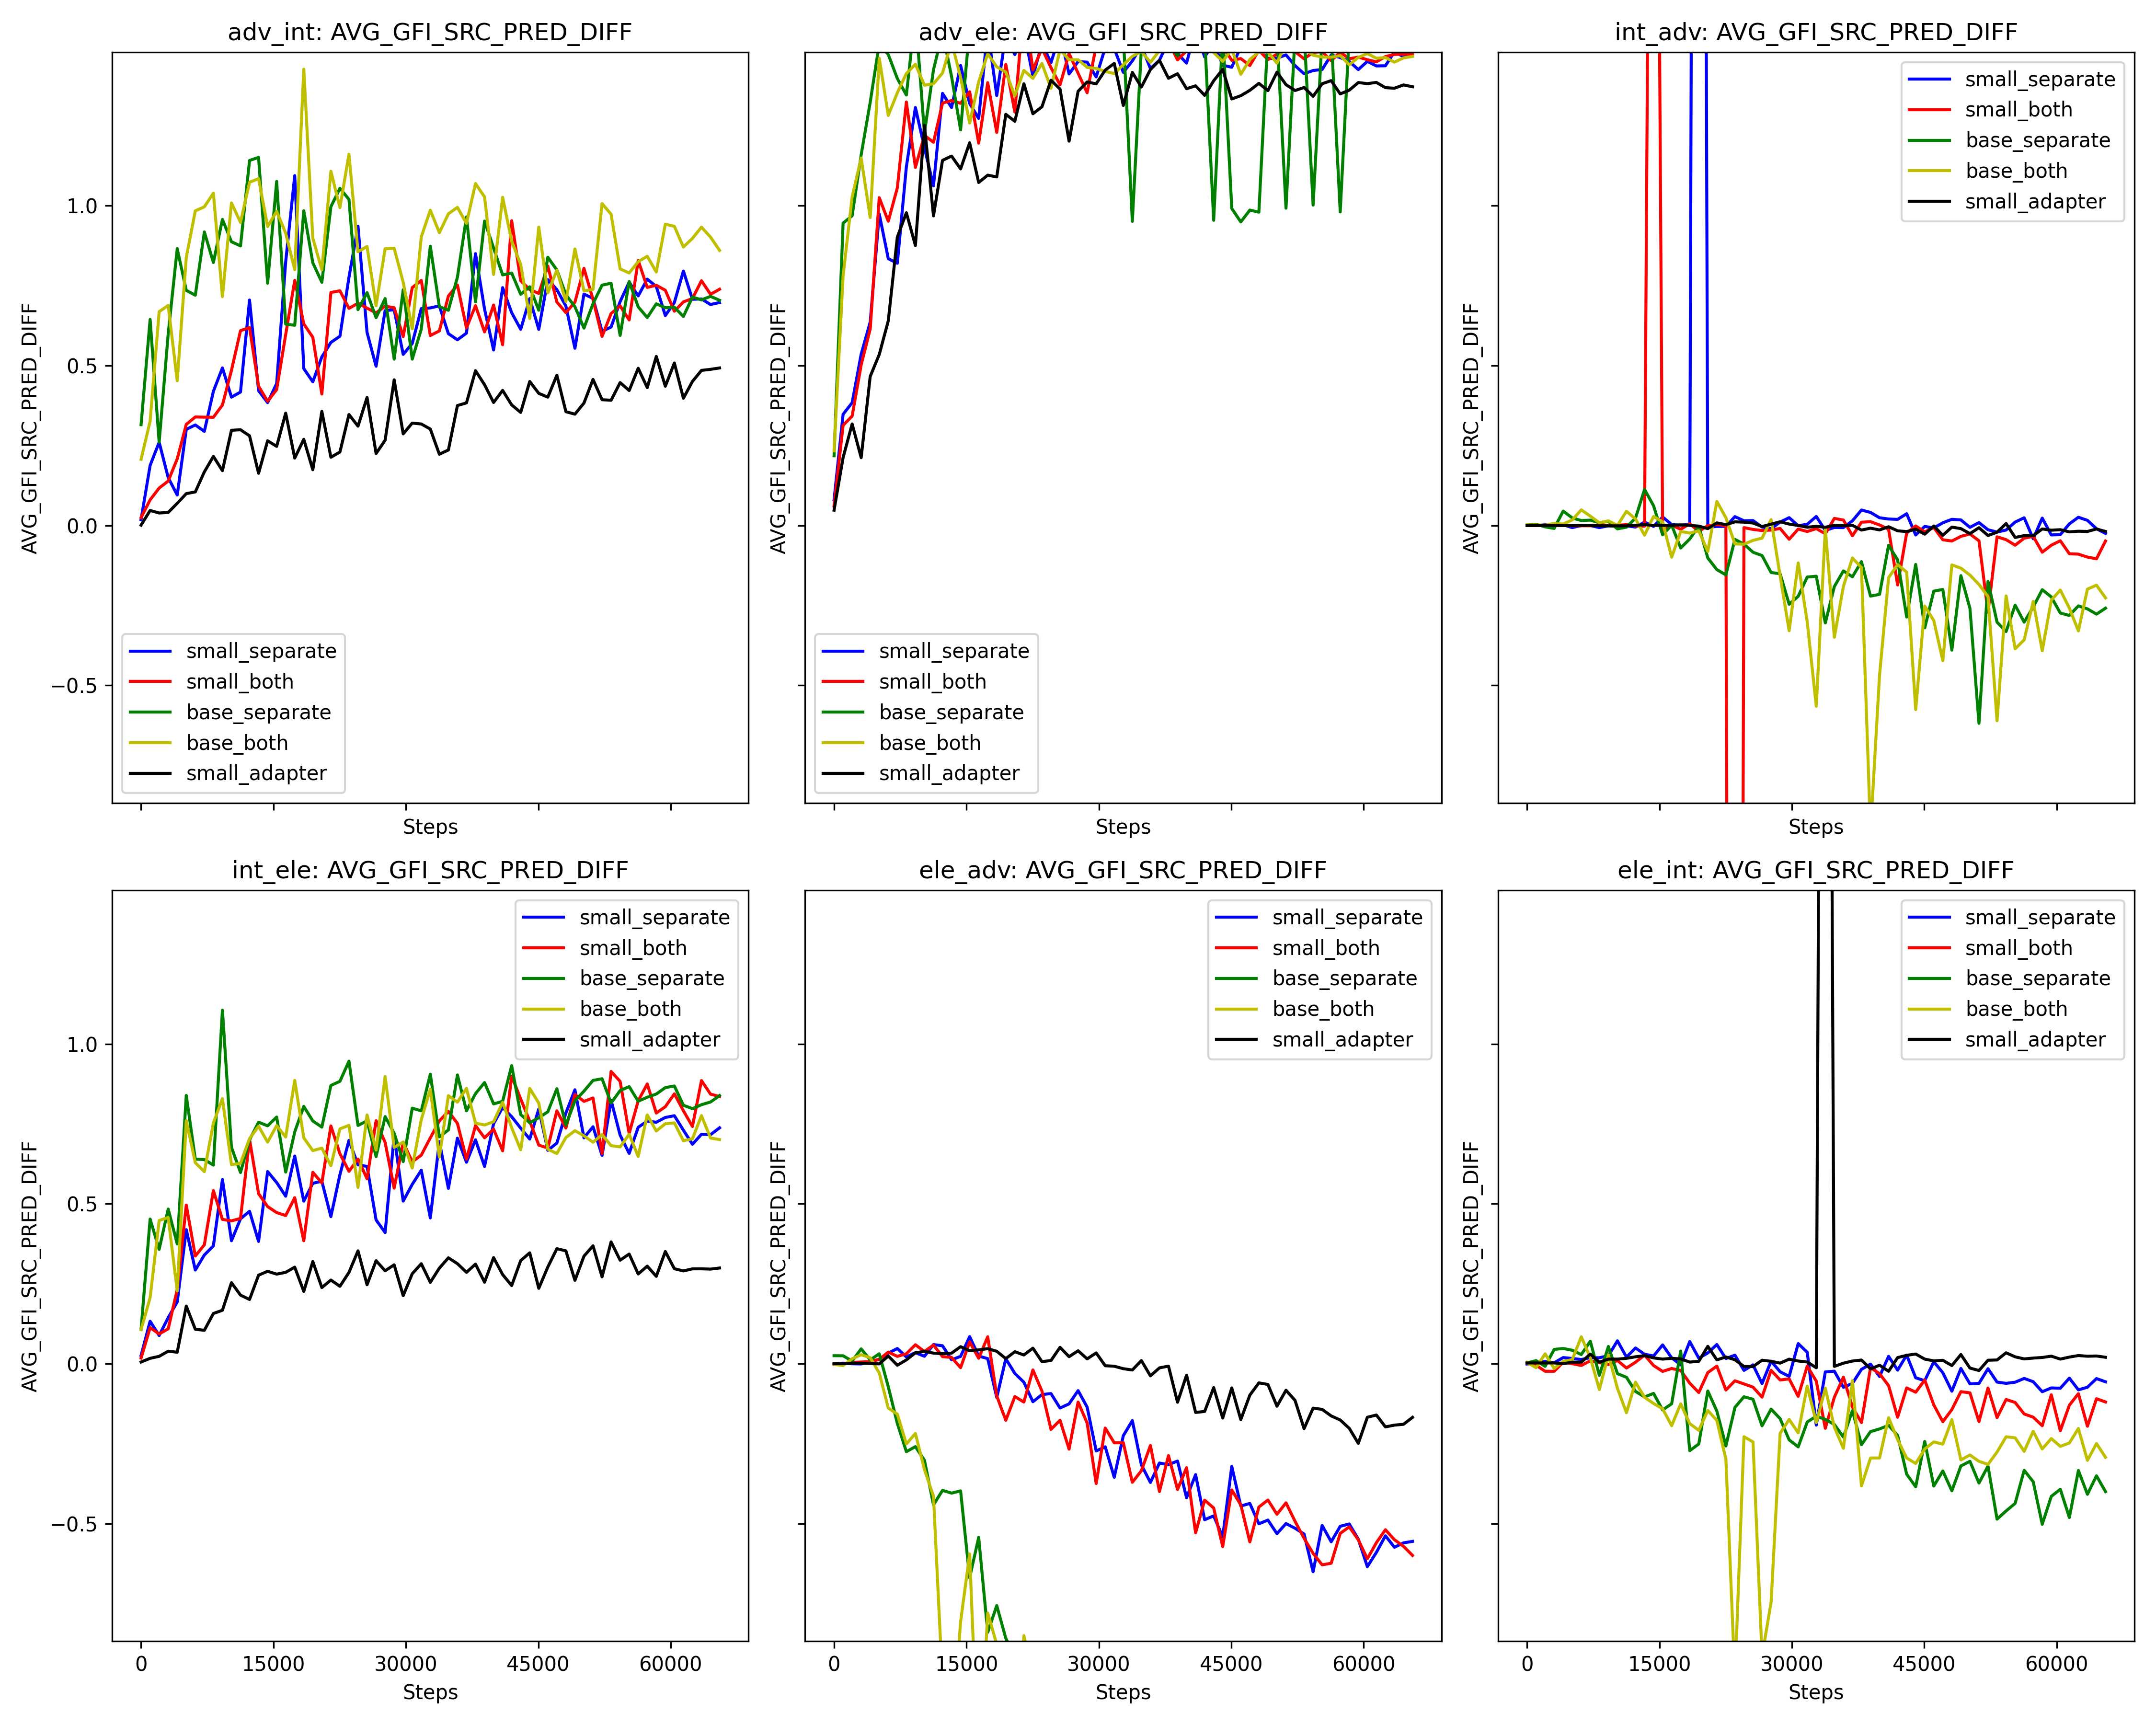 adv_int: AVG_GFI_SRC_PRED_DIFF
AVG_GFI_SRC_PRED_DIFF
1.0
0.5
0.0
−0.5
small_separate
small_both
base_separate
base_both
small_adapter
Steps
adv_ele: AVG_GFI_SRC_PRED_DIFF
AVG_GFI_SRC_PRED_DIFF
small_separate
small_both
base_separate
base_both
small_adapter
Steps
int_adv: AVG_GFI_SRC_PRED_DIFF
AVG_GFI_SRC_PRED_DIFF
small_separate
small_both
base_separate
base_both
small_adapter
Steps
int_ele: AVG_GFI_SRC_PRED_DIFF
AVG_GFI_SRC_PRED_DIFF
1.0
0.5
0.0
−0.5
small_separate
small_both
base_separate
base_both
small_adapter
0 15000 30000 45000 60000
Steps
ele_adv: AVG_GFI_SRC_PRED_DIFF
AVG_GFI_SRC_PRED_DIFF
small_separate
small_both
base_separate
base_both
small_adapter
0 15000 30000 45000 60000
Steps
ele_int: AVG_GFI_SRC_PRED_DIFF
AVG_GFI_SRC_PRED_DIFF
small_separate
small_both
base_separate
base_both
small_adapter
0 15000 30000 45000 60000
Steps